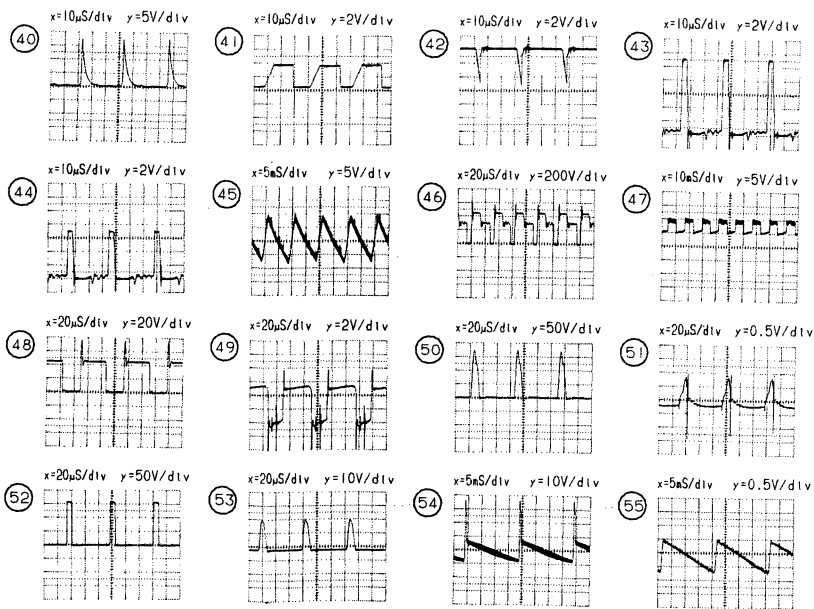 40 x=10µS/div y=5V/div
41 x=10µS/div y=2V/div
42 x=10µS/div y=2V/div
43 x=10µS/div y=2V/div
44 x=10µS/div y=2V/div
45 x=5mS/div y=5V/div
46 x=20µS/div y=200V/div
47 x=10mS/div y=5V/div
48 x=20µS/div y=20V/div
49 x=20µS/div y=2V/div
50 x=20µS/div y=50V/div
51 x=20µS/div y=0.5V/div
52 x=20µS/div y=50V/div
53 x=20µS/div y=10V/div
54 x=5mS/div y=10V/div
55 x=5mS/div y=0.5V/div